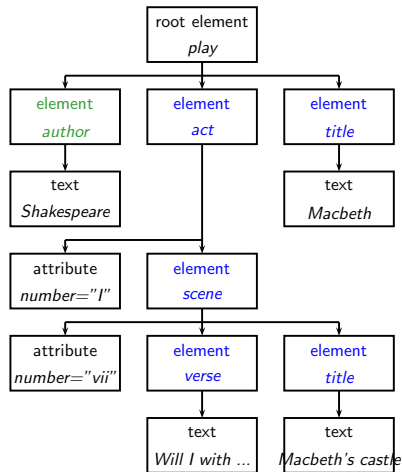 root element
play
element
author
element
act
element
title
text
Shakespeare
text
Macbeth
attribute
number="I"
element
scene
attribute
number="vii"
element
verse
element
title
text
Will I with ...
text
Macbeth's castle